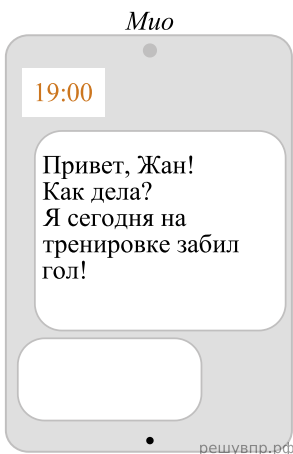 Мио
19:00
Привет, Жан!
Как дела?
Я сегодня на
тренировке забил
гол!
решувпр.рф